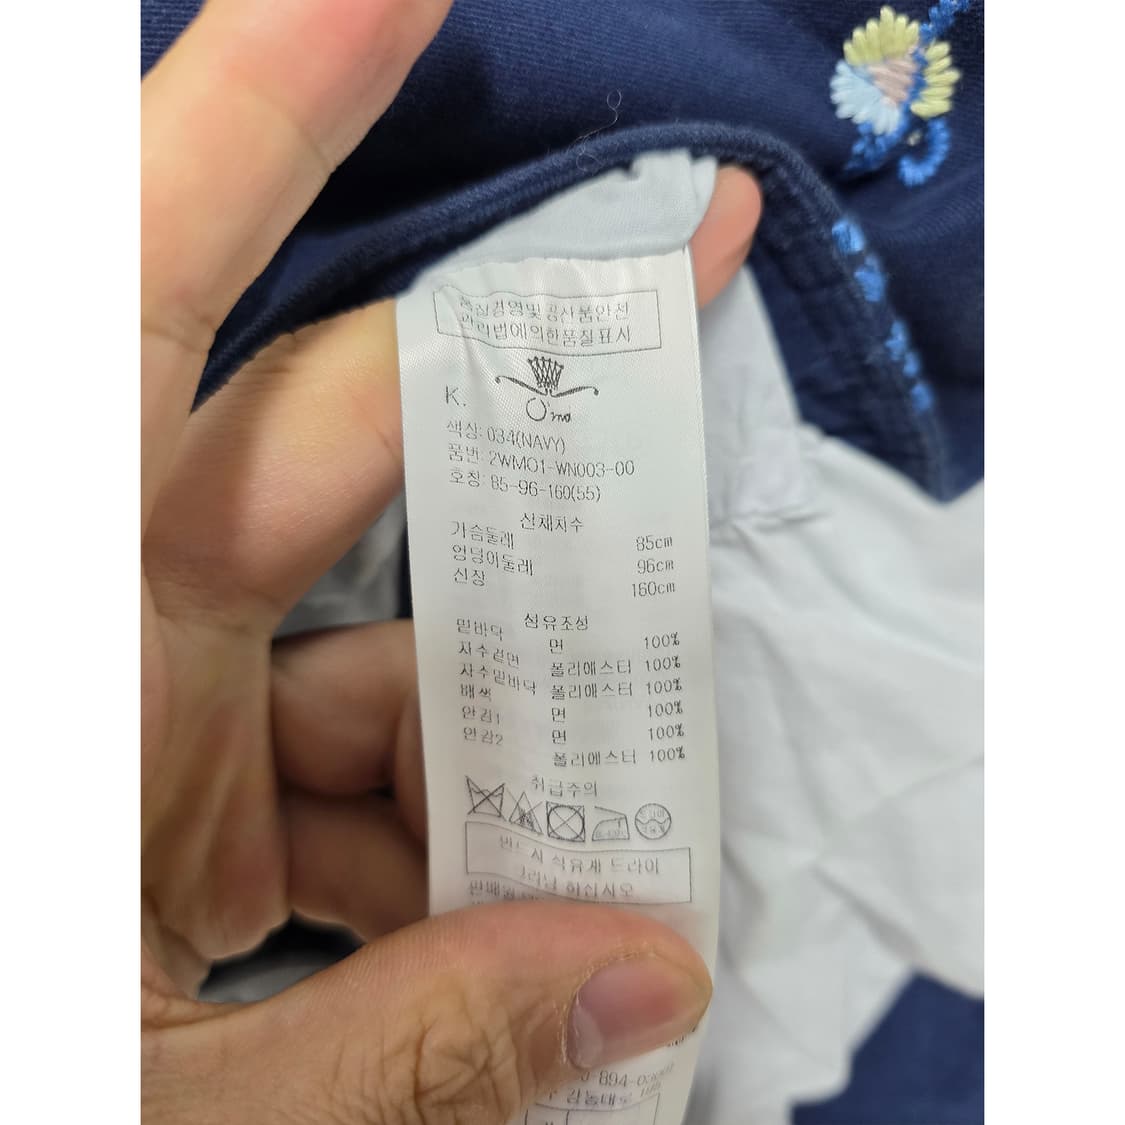 품질경영및공산품안전
관리법에의한품질표시
K.
O'ma
색상: 034(NAVY)
품번: 2WMO1-WN003-00
호칭: 85-96-160(55)
신체치수
가슴둘레 85cm
엉덩이둘레 96cm
신장 160cm
섬유조성
밑바닥 면 100%
자수겉면 폴리에스터 100%
자수밑바닥 폴리에스터 100%
배색 면 100%
안감1 면 100%
안감2 폴리에스터 100%
취급주의
반드시 석유계 드라이
크리닝 하십시오
강남대로